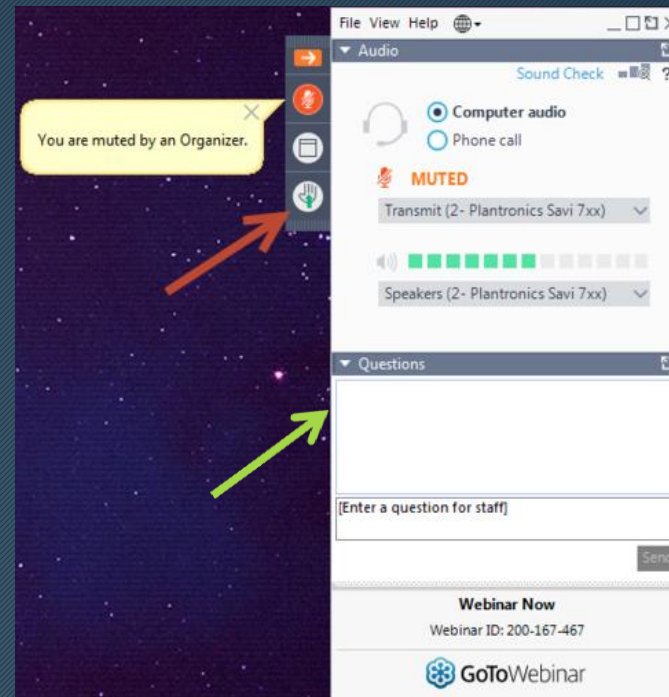 File View Help
Audio
Sound Check ?
Computer audio
Phone call
You are muted by an Organizer.
MUTED
Transmit (2- Plantronics Savi 7xx)
Speakers (2- Plantronics Savi 7xx)
Questions
[Enter a question for staff]
Send
Webinar Now
Webinar ID: 200-167-467
GoToWebinar